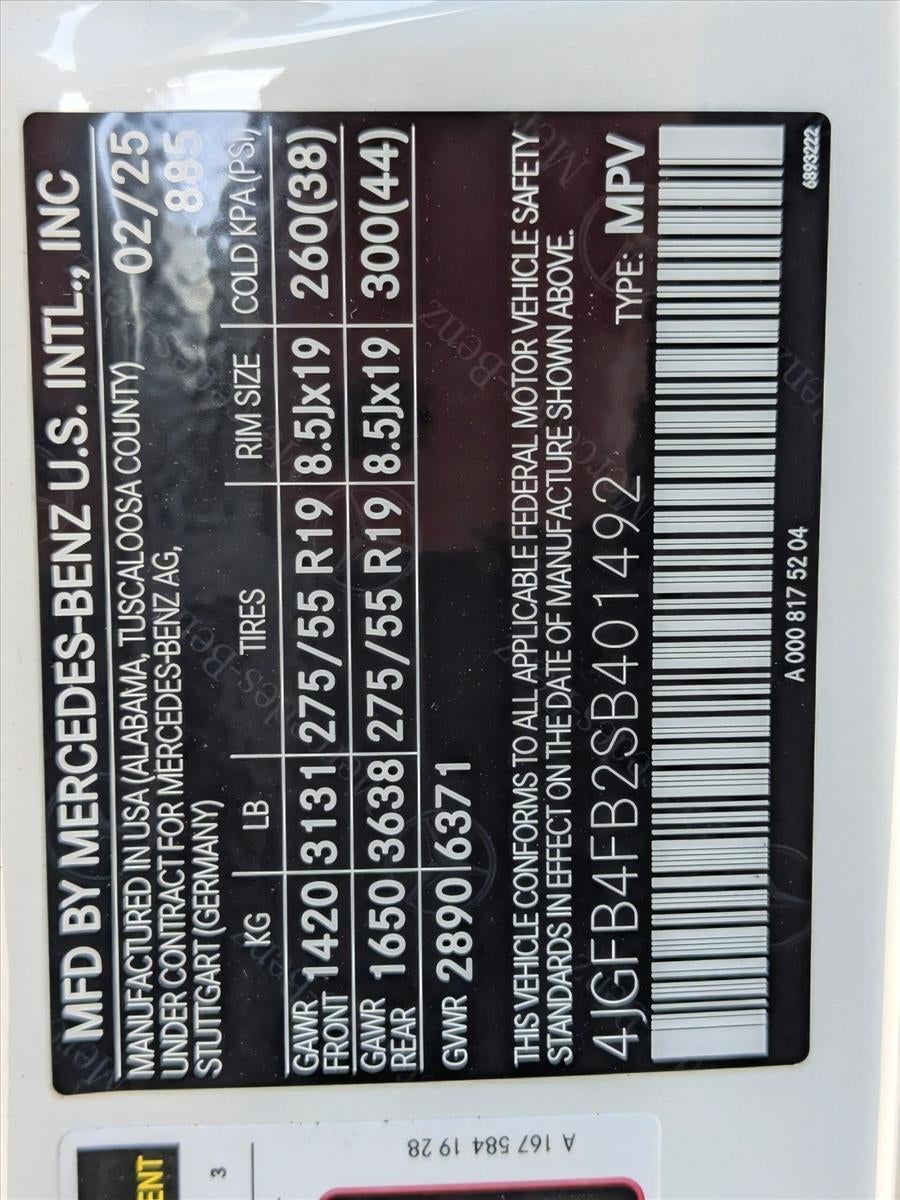 MFD BY MERCEDES-BENZ U.S. INTL., INC
MANUFACTURED IN USA (ALABAMA, TUSCALOOSA COUNTY) 02/25
UNDER CONTRACT FOR MERCEDES-BENZ AG, 885
STUTTGART (GERMANY)
KG LB TIRES RIM SIZE COLD KPA(PSI)
GAWR FRONT 1420 3131 275/55 R19 8.5Jx19 260(38)
GAWR REAR 1650 3638 275/55 R19 8.5Jx19 300(44)
GVWR 2890 6371
THIS VEHICLE CONFORMS TO ALL APPLICABLE FEDERAL MOTOR VEHICLE SAFETY
STANDARDS IN EFFECT ON THE DATE OF MANUFACTURE SHOWN ABOVE.
4JGFB4FB2SB401492 TYPE: MPV
A 000 817 52 04 6893222
A 167 584 19 28
ENT
3